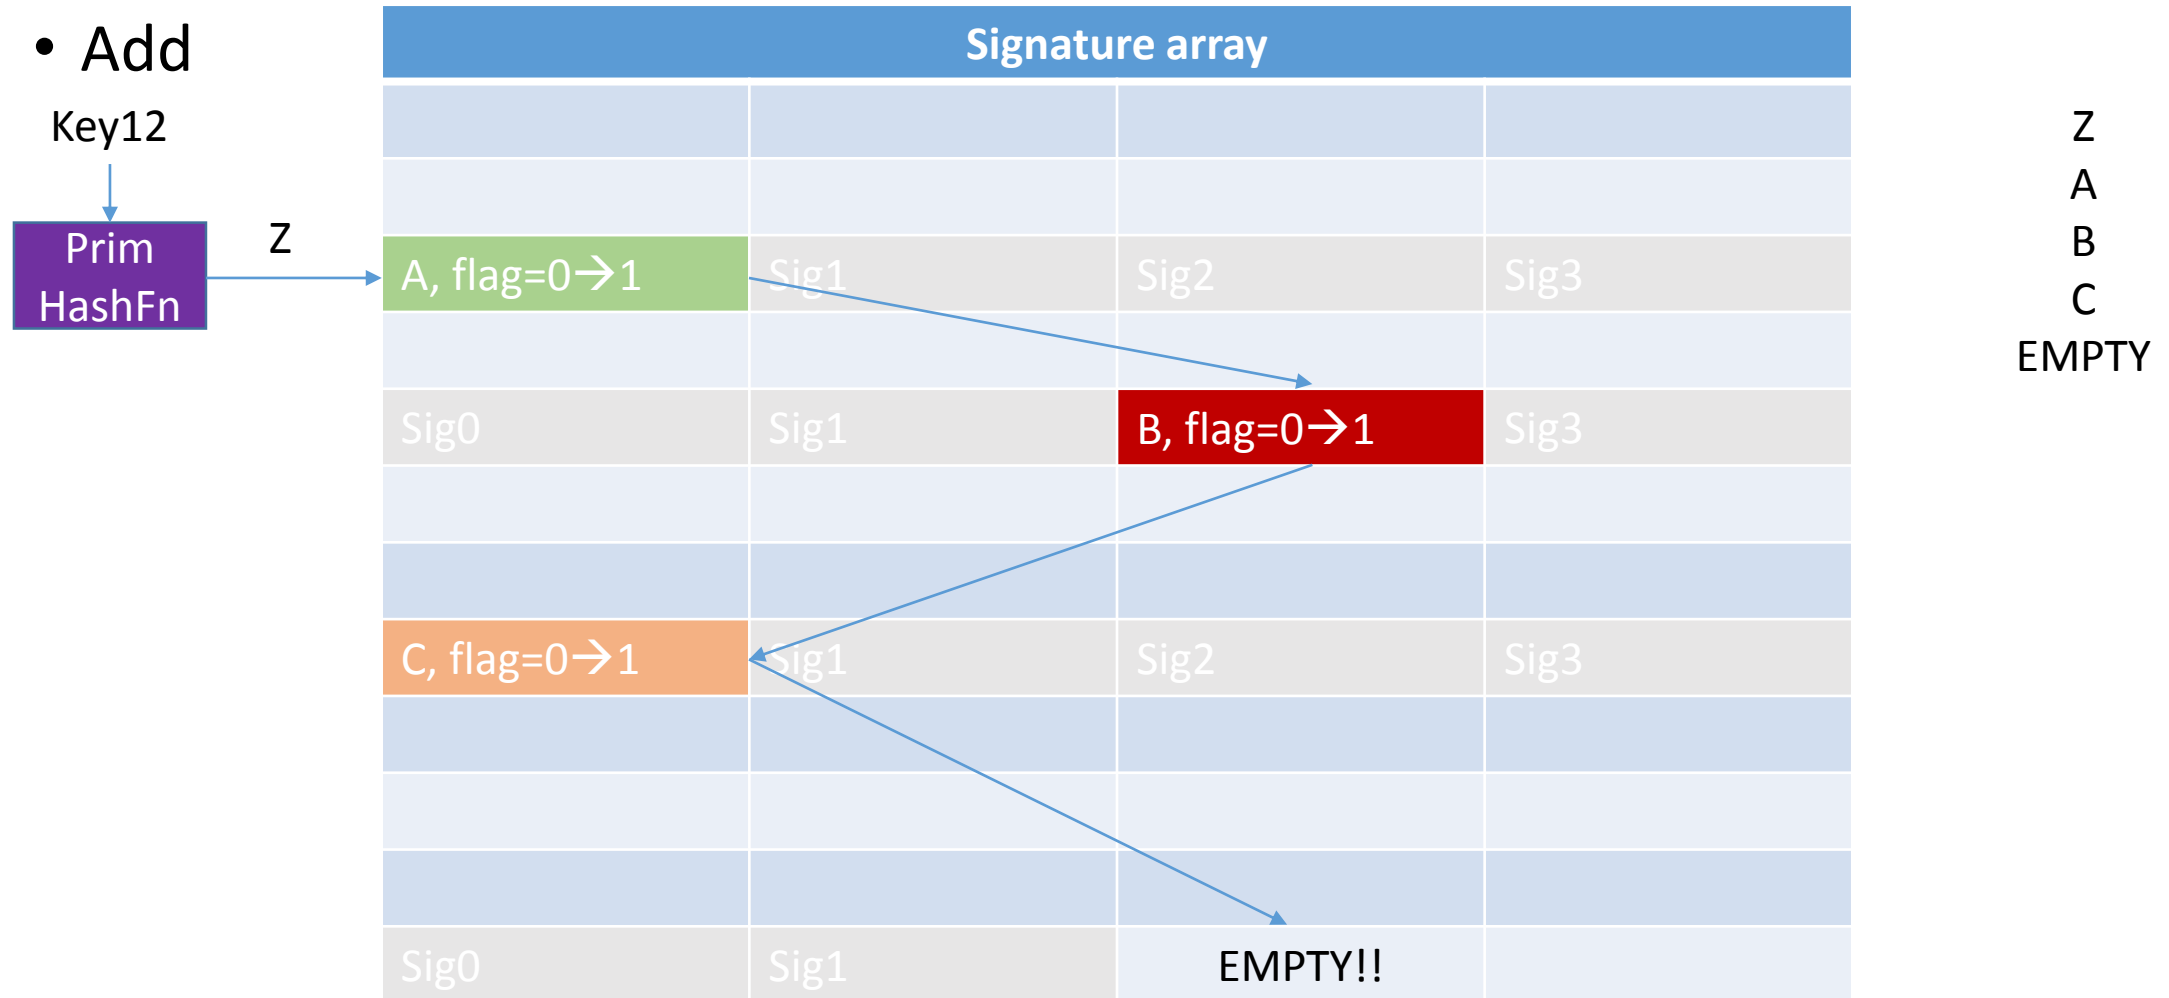 • Add
Key12
Prim
HashFn
Z
Signature array
A, flag=0→1 Sig1 Sig2 Sig3
Sig0 Sig1 B, flag=0→1 Sig3
C, flag=0→1 Sig1 Sig2 Sig3
Sig0 Sig1 EMPTY!!
Z
A
B
C
EMPTY